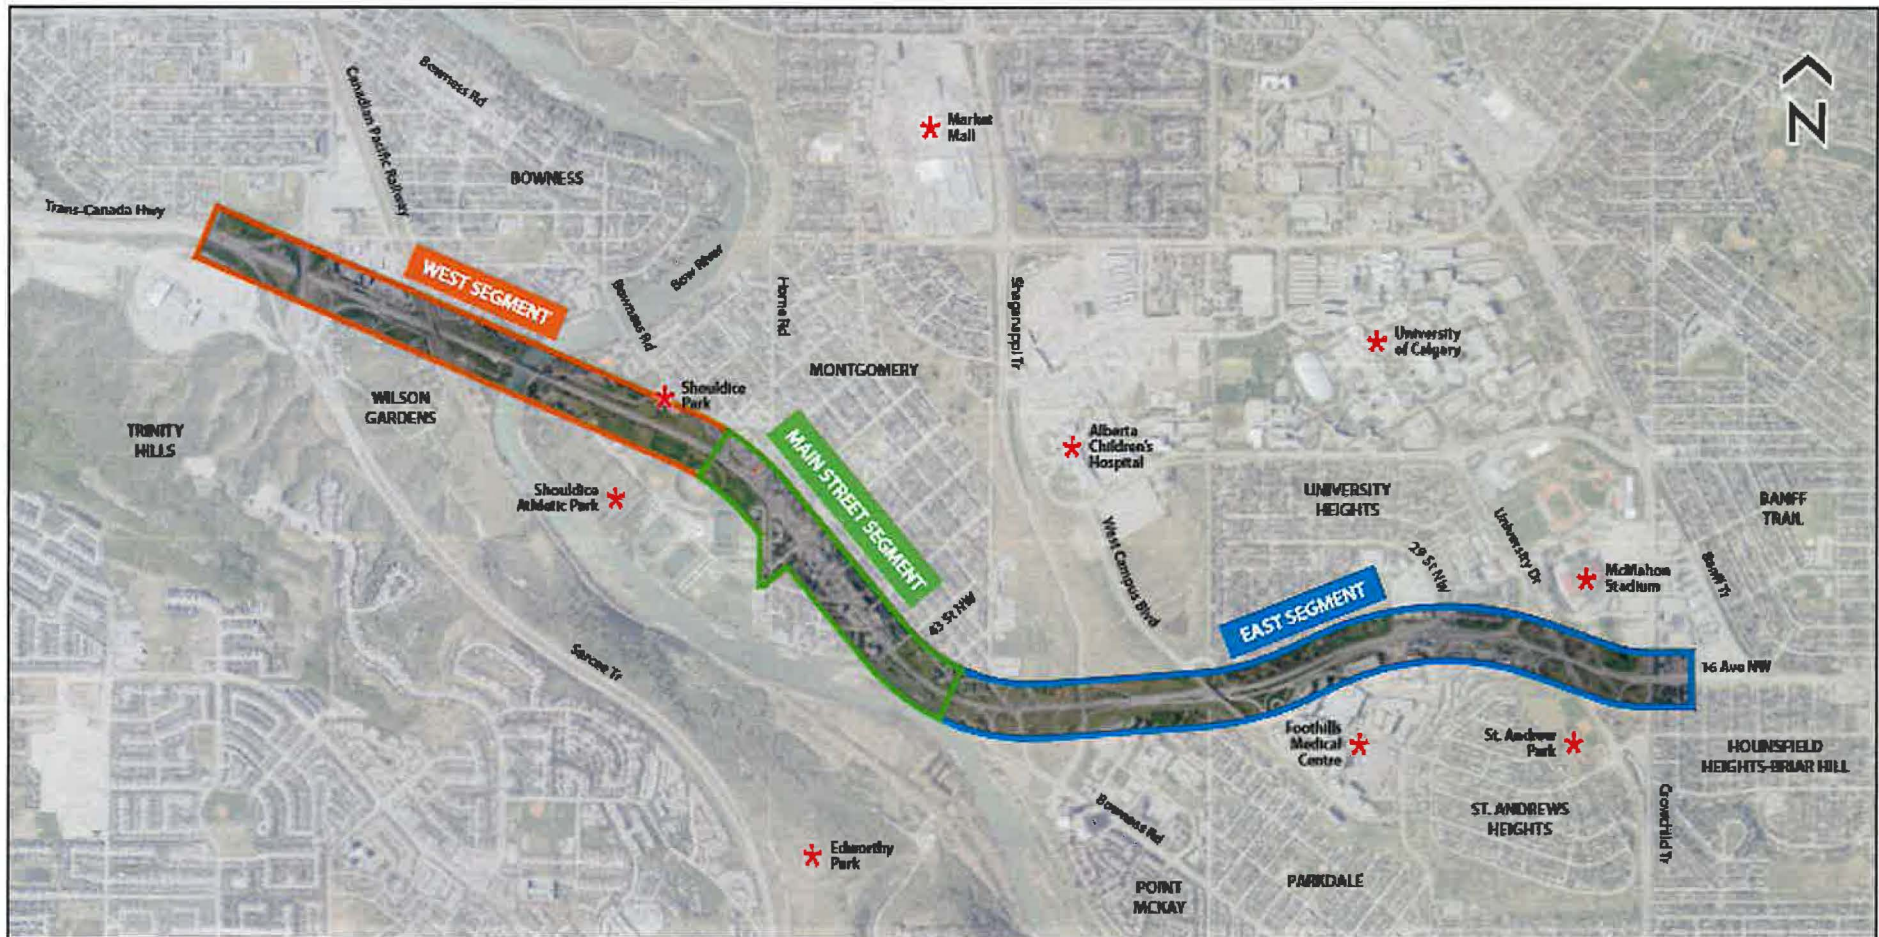 Bowness Rd
Canadian Pacific Railway
Market
Mall
BOWNESS
Trans-Canada Hwy
N
WEST SEGMENT
Bow River
Bowness Rd
Home Rd
Shaganappi Tr
University
of Calgary
MONTGOMERY
Shouldice
Park
WILSON
GARDENS
TRINITY
HILLS
MAIN STREET SEGMENT
Alberta
Children's
Hospital
Shouldice
Athletic Park
UNIVERSITY
HEIGHTS
BANFF
TRAIL
West Campus Blvd
29 St NW
University Dr
McMahon
Stadium
Banff Tr
43 St NW
EAST SEGMENT
Sarcee Tr
16 Ave NW
Foothills
Medical
Centre
St. Andrew
Park
HOUNSFIELD
HEIGHTS-BRIAR HILL
Bowness Rd
ST. ANDREWS
HEIGHTS
Crowchild Tr
Edworthy
Park
POINT
MCKAY
PARKDALE